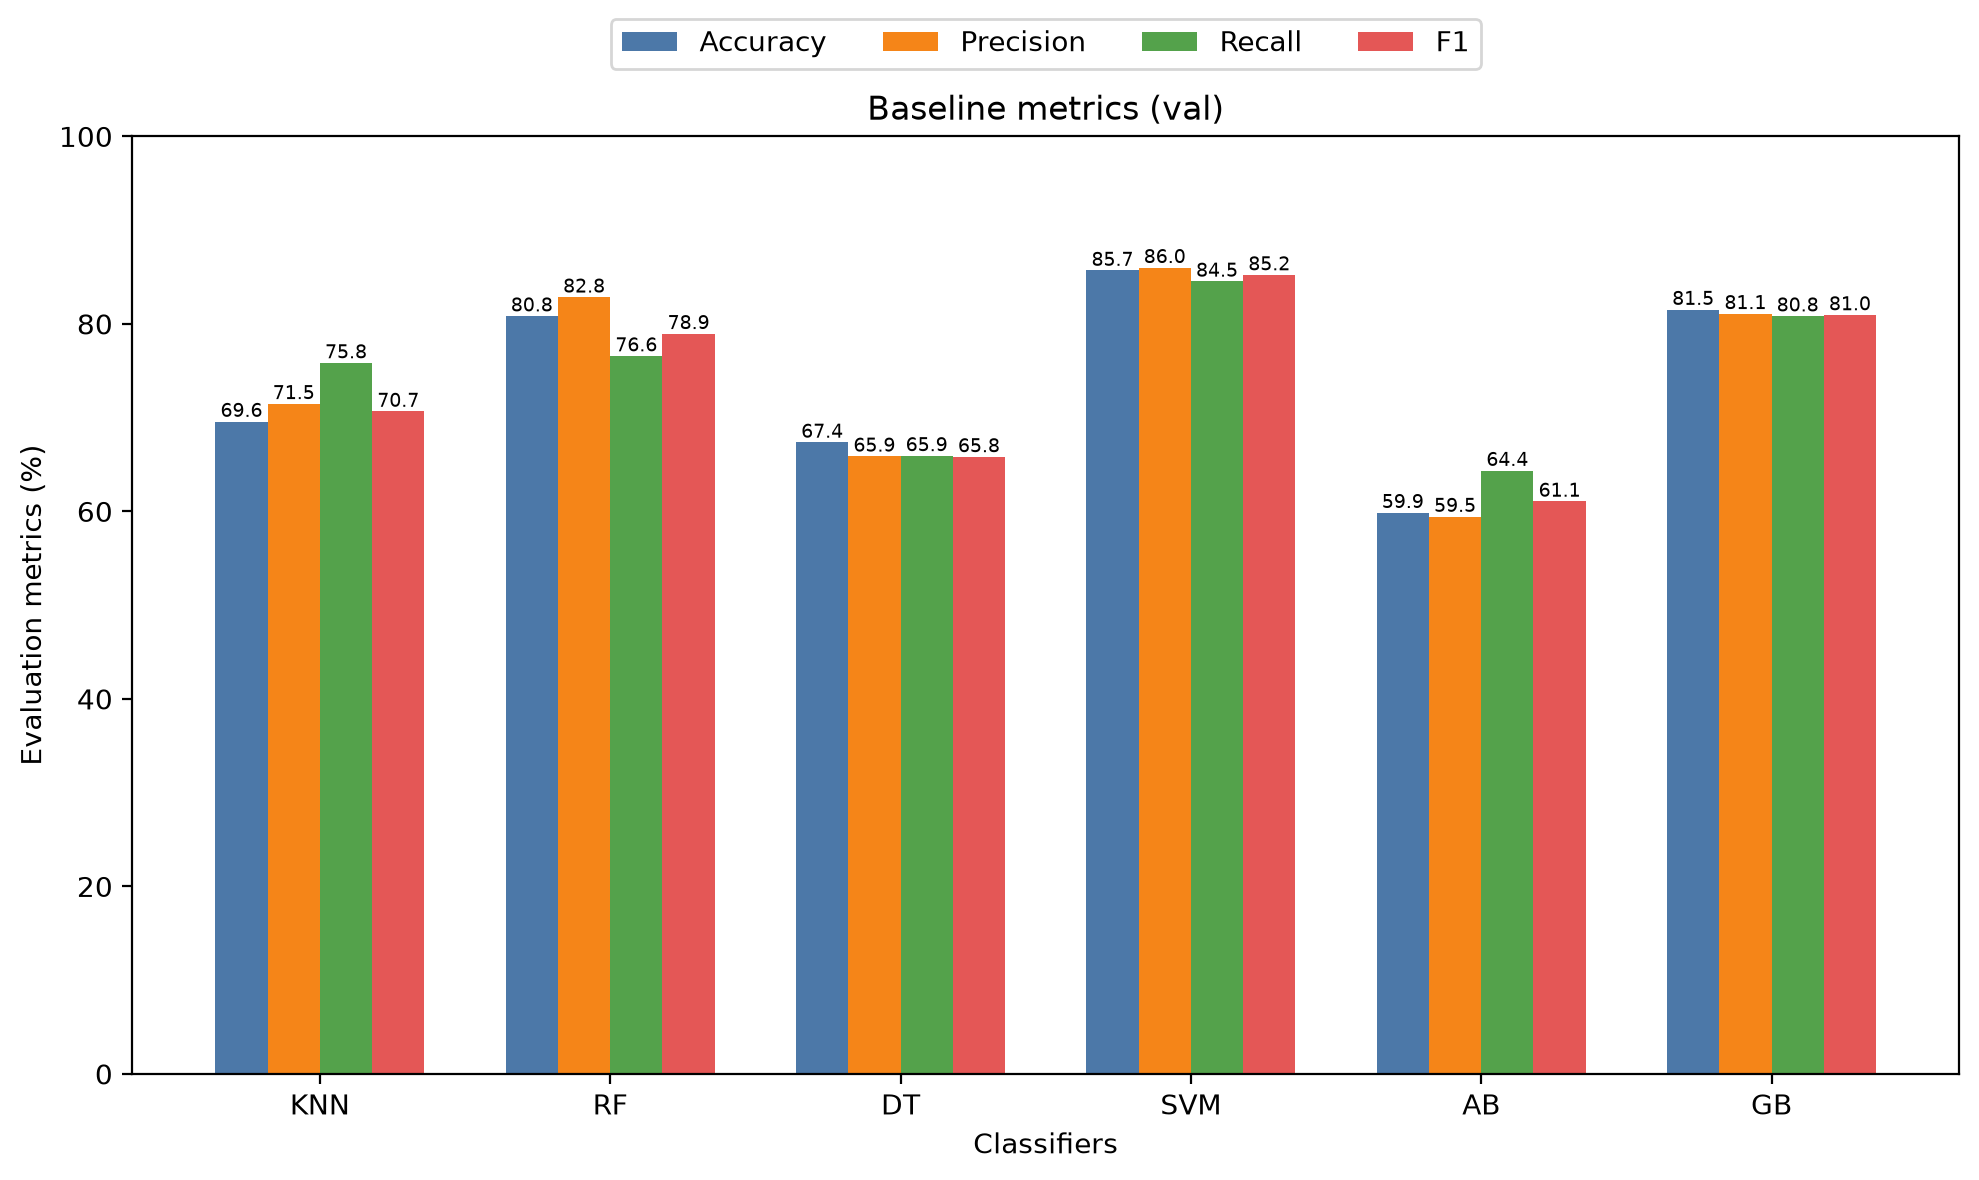 Accuracy Precision Recall F1
Baseline metrics (val)
Evaluation metrics (%)
100
80
60
40
20
0
69.6 71.5 75.8 70.7
80.8 82.8 76.6 78.9
67.4 65.9 65.9 65.8
85.7 86.0 84.5 85.2
59.9 59.5 64.4 61.1
81.5 81.1 80.8 81.0
KNN RF DT SVM AB GB
Classifiers